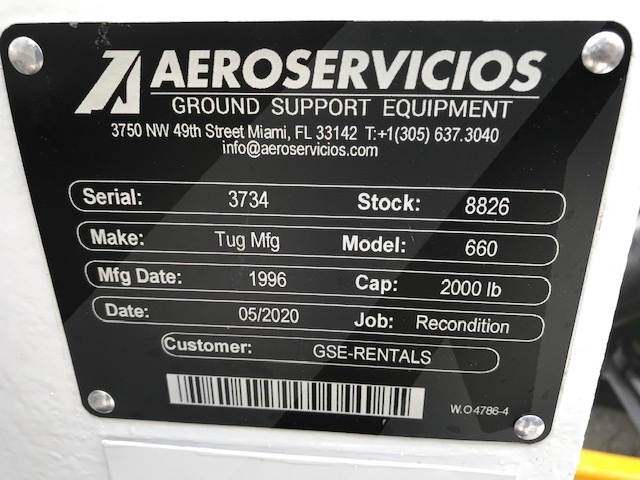 AEROSERVICIOS
GROUND SUPPORT EQUIPMENT
3750 NW 49th Street Miami, FL 33142 T:+1(305) 637.3040
info@aeroservicios.com
Serial: 3734 Stock: 8826
Make: Tug Mfg Model: 660
Mfg Date: 1996 Cap: 2000 lb
Date: 05/2020 Job: Recondition
Customer: GSE-RENTALS
W.O 4786-4